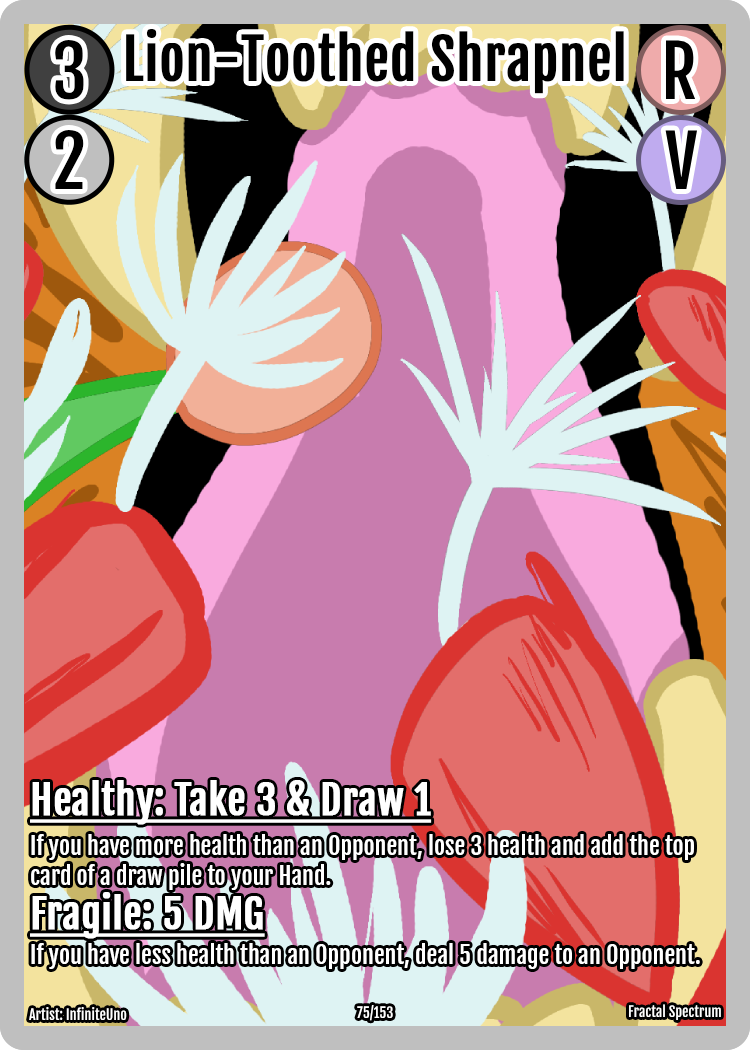 3
Lion-Toothed Shrapnel
R
2
V
Healthy: Take 3 & Draw 1
If you have more health than an Opponent, lose 3 health and add the top
card of a draw pile to your Hand.
Fragile: 5 DMG
If you have less health than an Opponent, deal 5 damage to an Opponent.
Artist: InfiniteUno
75/153
Fractal Spectrum